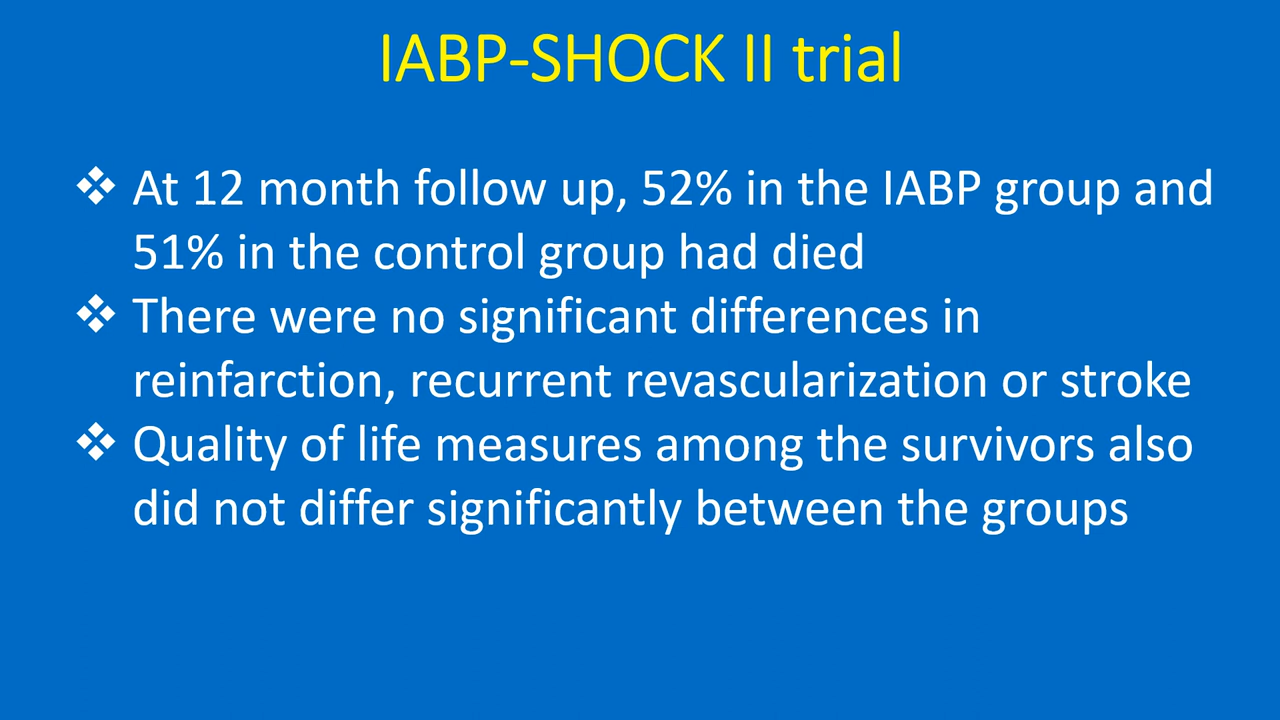 IABP-SHOCK II trial
❖ At 12 month follow up, 52% in the IABP group and
51% in the control group had died
❖ There were no significant differences in
reinfarction, recurrent revascularization or stroke
❖ Quality of life measures among the survivors also
did not differ significantly between the groups